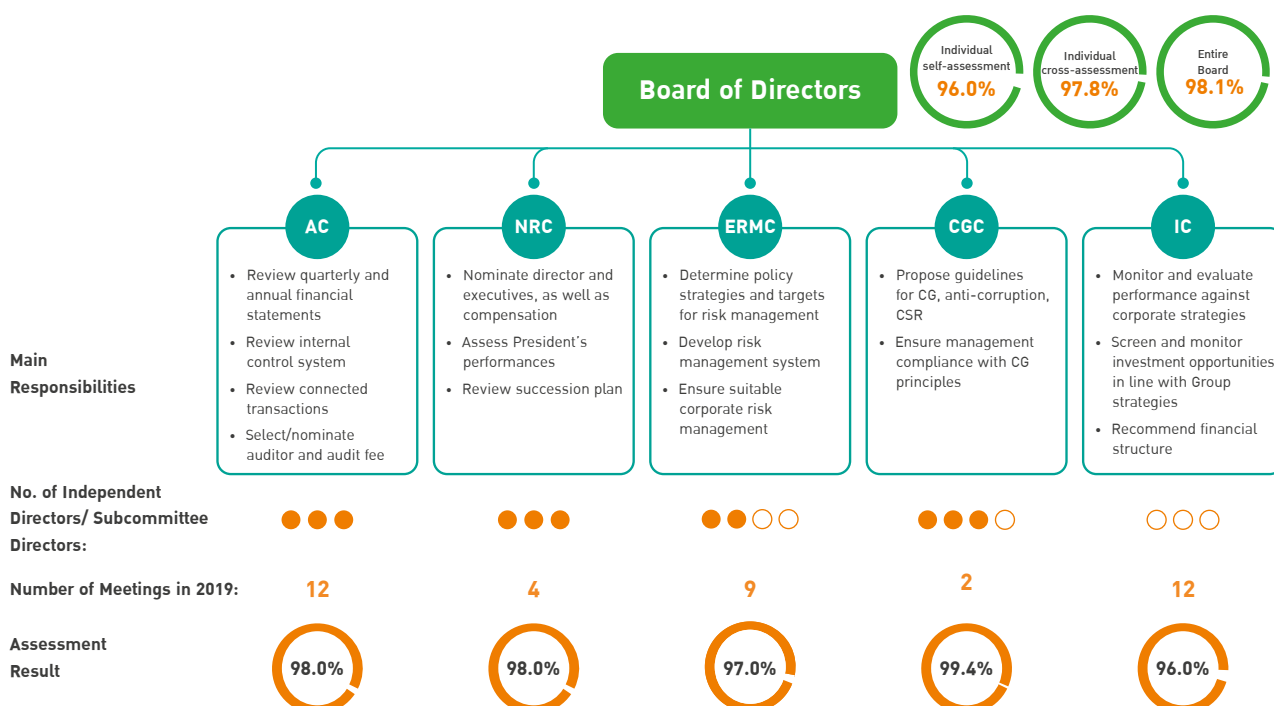 Board of Directors
Individual
self-assessment
96.0%
Individual
cross-assessment
97.8%
Entire
Board
98.1%
AC
NRC
ERMC
CGC
IC
Main
Responsibilities
• Review quarterly and
annual financial
statements
• Review internal
control system
• Review connected
transactions
• Select/nominate
auditor and audit fee
• Nominate director and
executives, as well as
compensation
• Assess President's
performances
• Review succession plan
• Determine policy
strategies and targets
for risk management
• Develop risk
management system
• Ensure suitable
corporate risk
management
• Propose guidelines
for CG, anti-corruption,
CSR
• Ensure management
compliance with CG
principles
• Monitor and evaluate
performance against
corporate strategies
• Screen and monitor
investment opportunities
in line with Group
strategies
• Recommend financial
structure
No. of Independent
Directors/ Subcommittee
Directors:
Number of Meetings in 2019:
12
4
9
2
12
Assessment
Result
98.0%
98.0%
97.0%
99.4%
96.0%